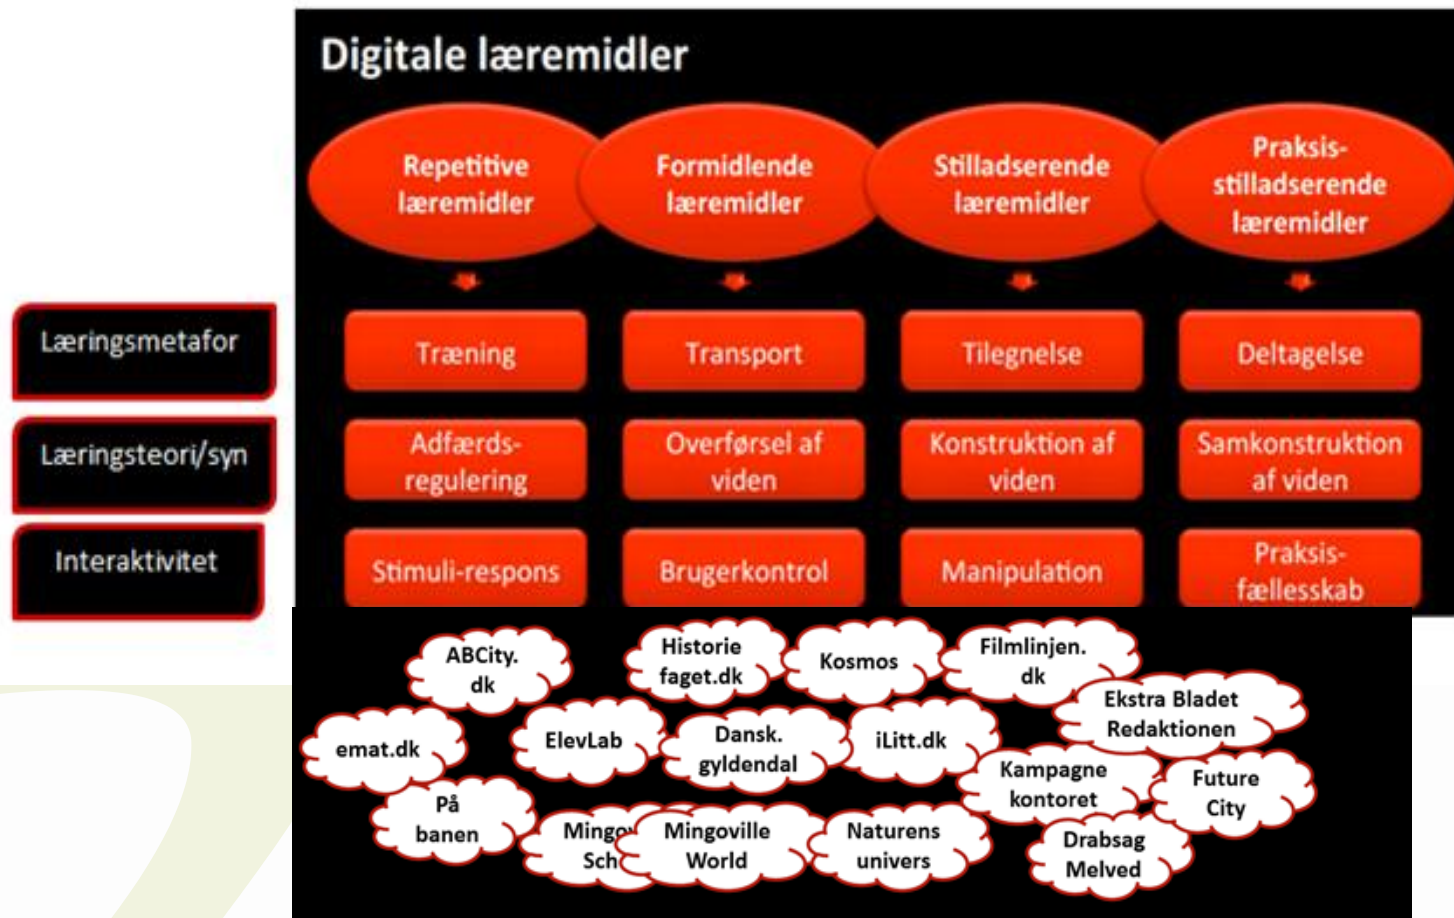 Digitale læremidler
Repetitive
læremidler
Formidlende
læremidler
Stilladserende
læremidler
Praksis-
stilladserende
læremidler
Læringsmetafor
Træning
Transport
Tilegnelse
Deltagelse
Læringsteori/syn
Adfærds-
regulering
Overførsel af
viden
Konstruktion af
viden
Samkonstruktion
af viden
Interaktivitet
Stimuli-respons
Brugerkontrol
Manipulation
Praksis-
fællesskab
ABCity.
dk
Historie
faget.dk
Kosmos
Filmlinjen.
dk
Ekstra Bladet
Redaktionen
emat.dk
ElevLab
Dansk.
gyldendal
iLitt.dk
Kampagne
kontoret
Future
City
På
banen
Mingoville
World
Naturens
univers
Drabsag
Melved